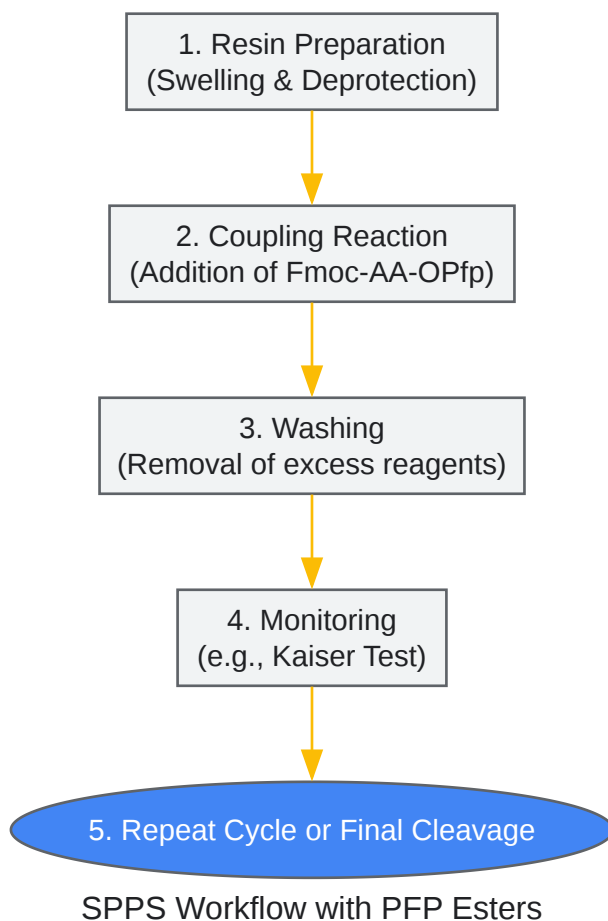 1. Resin Preparation
(Swelling & Deprotection)
2. Coupling Reaction
(Addition of Fmoc-AA-OPfp)
3. Washing
(Removal of excess reagents)
4. Monitoring
(e.g., Kaiser Test)
5. Repeat Cycle or Final Cleavage
SPPS Workflow with PFP Esters